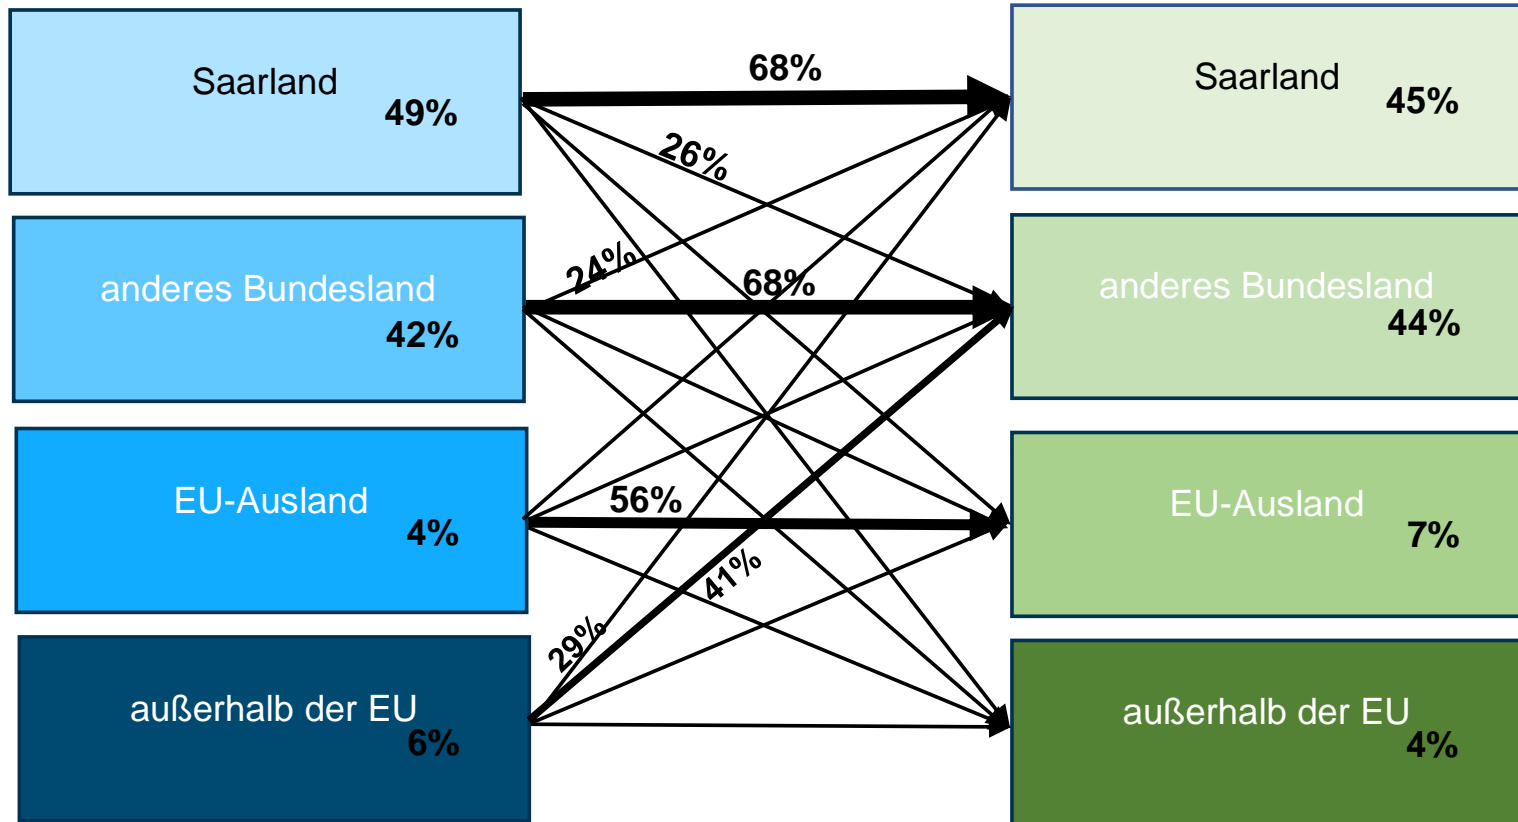 Saarland
49%
68%
Saarland
45%
26%
anderes Bundesland
42%
24%
68%
anderes Bundesland
44%
EU-Ausland
4%
56%
EU-Ausland
7%
41%
29%
außerhalb der EU
6%
außerhalb der EU
4%